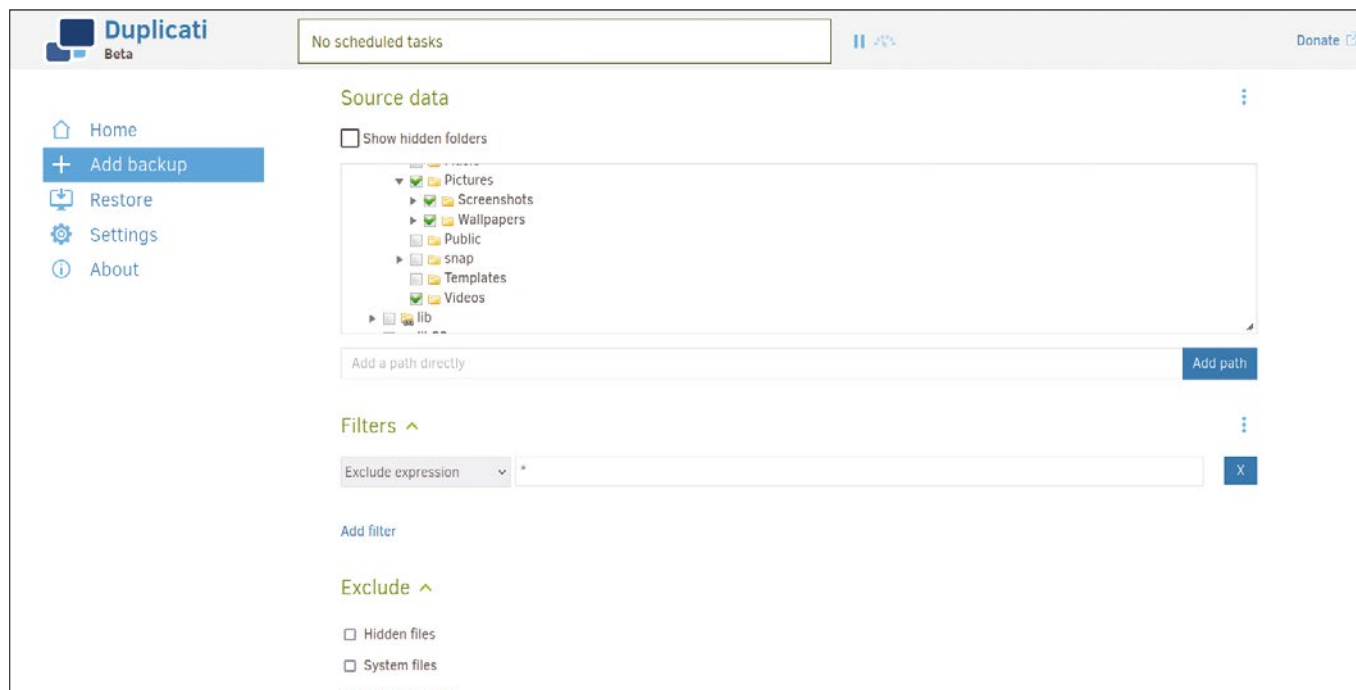 Duplicati
Beta
No scheduled tasks
Donate
Home
Add backup
Restore
Settings
About
Source data
Show hidden folders
Pictures
Screenshots
Wallpapers
Public
snap
Templates
Videos
lib
Add a path directly
Add path
Filters
Exclude expression
*
X
Add filter
Exclude
Hidden files
System files